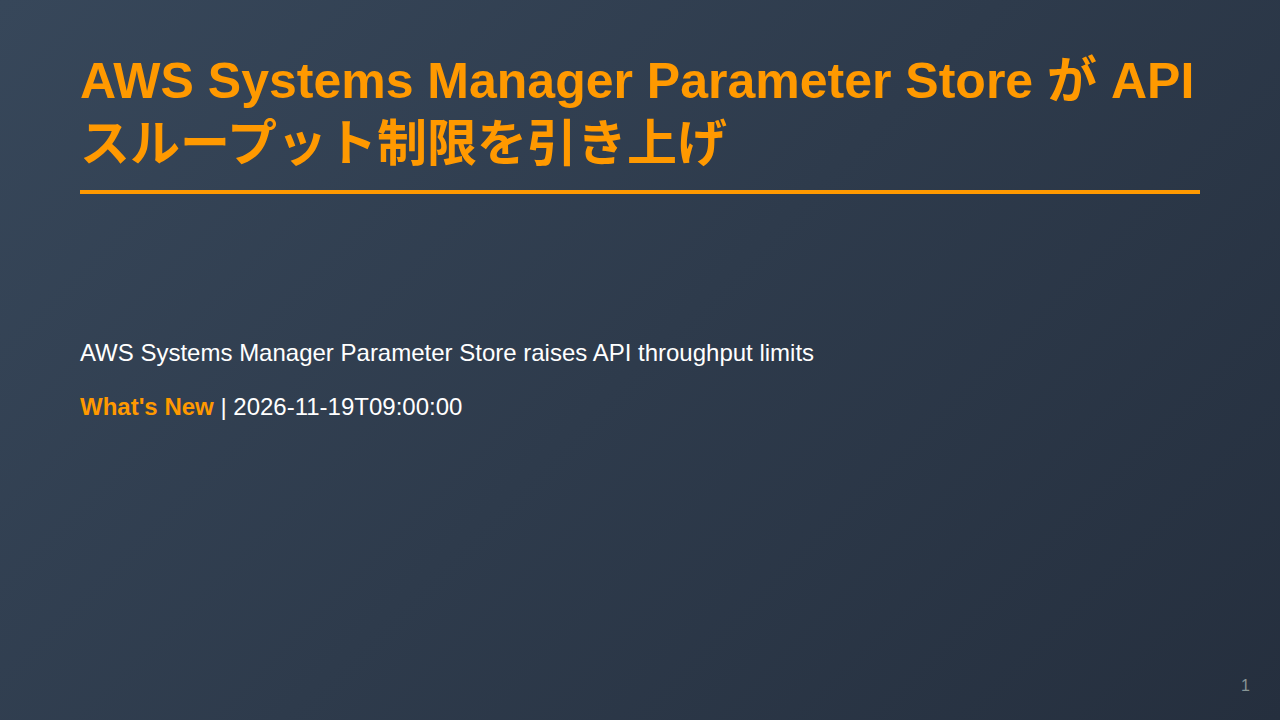 AWS Systems Manager Parameter Store が API
スループット制限を引き上げ
AWS Systems Manager Parameter Store raises API throughput limits
What's New | 2026-11-19T09:00:00
1